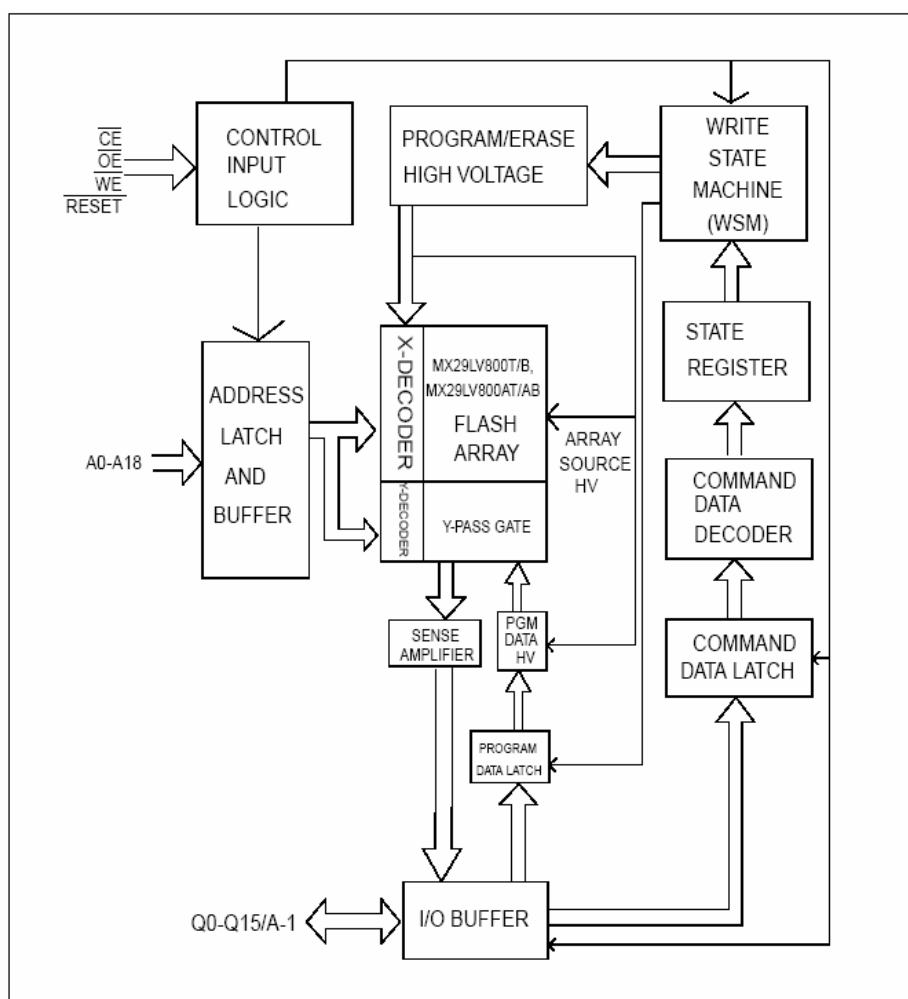 CE
OE
WE
RESET
CONTROL
INPUT
LOGIC
PROGRAM/ERASE
HIGH VOLTAGE
WRITE
STATE
MACHINE
(WSM)
STATE
REGISTER
A0-A18
ADDRESS
LATCH
AND
BUFFER
X-DECODER
MX29LV800T/B,
MX29LV800AT/AB
FLASH
ARRAY
ARRAY
SOURCE
HV
Y-DECODER
Y-PASS GATE
COMMAND
DATA
DECODER
SENSE
AMPLIFIER
PGM
DATA
HV
COMMAND
DATA LATCH
PROGRAM
DATA LATCH
Q0-Q15/A-1
I/O BUFFER